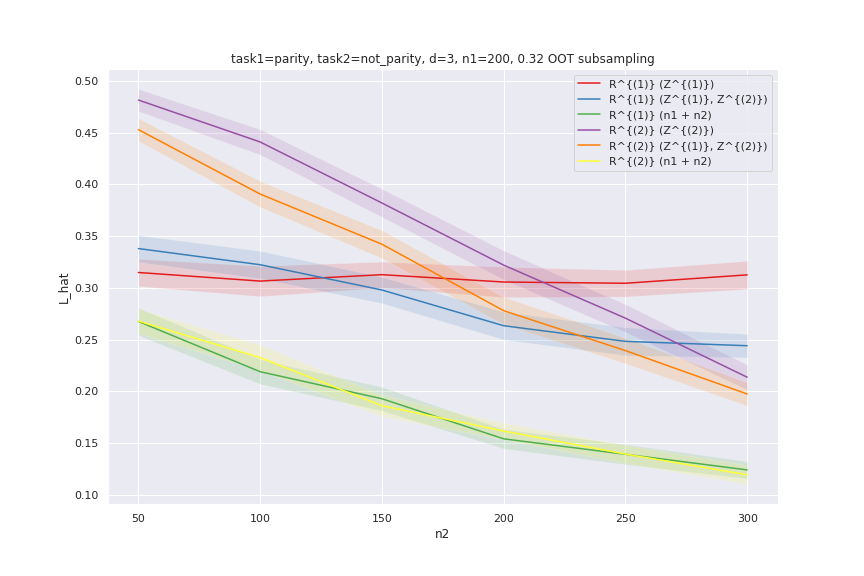 task1=parity, task2=not_parity, d=3, n1=200, 0.32 OOT subsampling
R^{(1)} (Z^{(1)})
R^{(1)} (Z^{(1)}, Z^{(2)})
R^{(1)} (n1 + n2)
R^{(2)} (Z^{(2)})
R^{(2)} (Z^{(1)}, Z^{(2)})
R^{(2)} (n1 + n2)
L_hat
0.50
0.45
0.40
0.35
0.30
0.25
0.20
0.15
0.10
50 100 150 200 250 300
n2